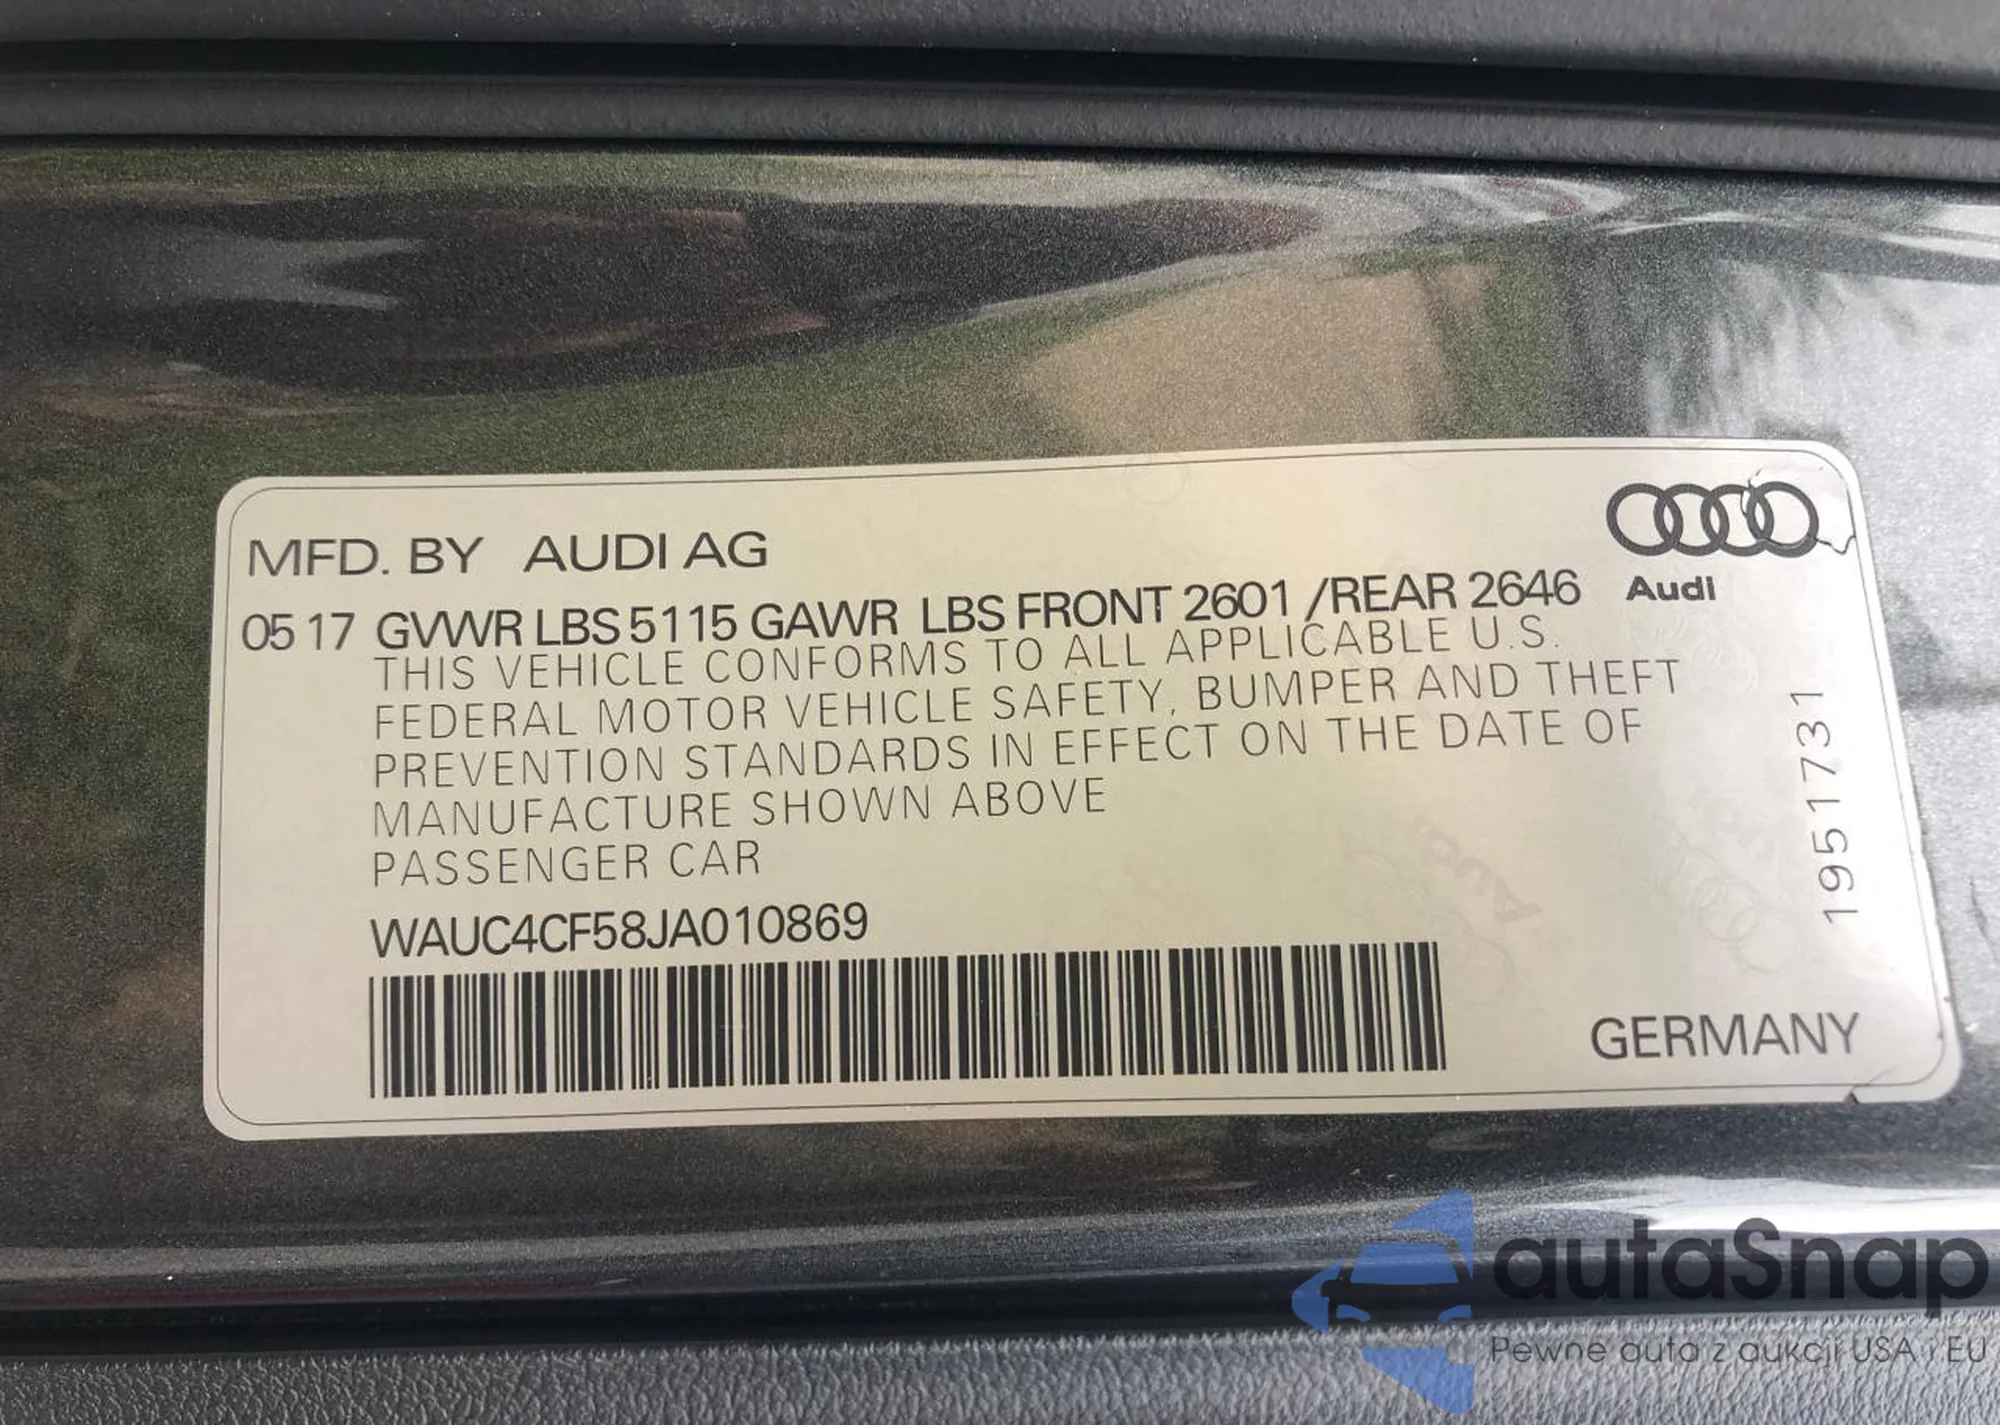 MFD. BY AUDI AG
Audi
05 17 GVWR LBS 5115 GAWR LBS FRONT 2601 /REAR 2646
THIS VEHICLE CONFORMS TO ALL APPLICABLE U.S.
FEDERAL MOTOR VEHICLE SAFETY, BUMPER AND THEFT
PREVENTION STANDARDS IN EFFECT ON THE DATE OF
MANUFACTURE SHOWN ABOVE
PASSENGER CAR
WAUC4CF58JA010869
1951731
GERMANY
autaSnap
Pewne auta z aukcji USA i EU